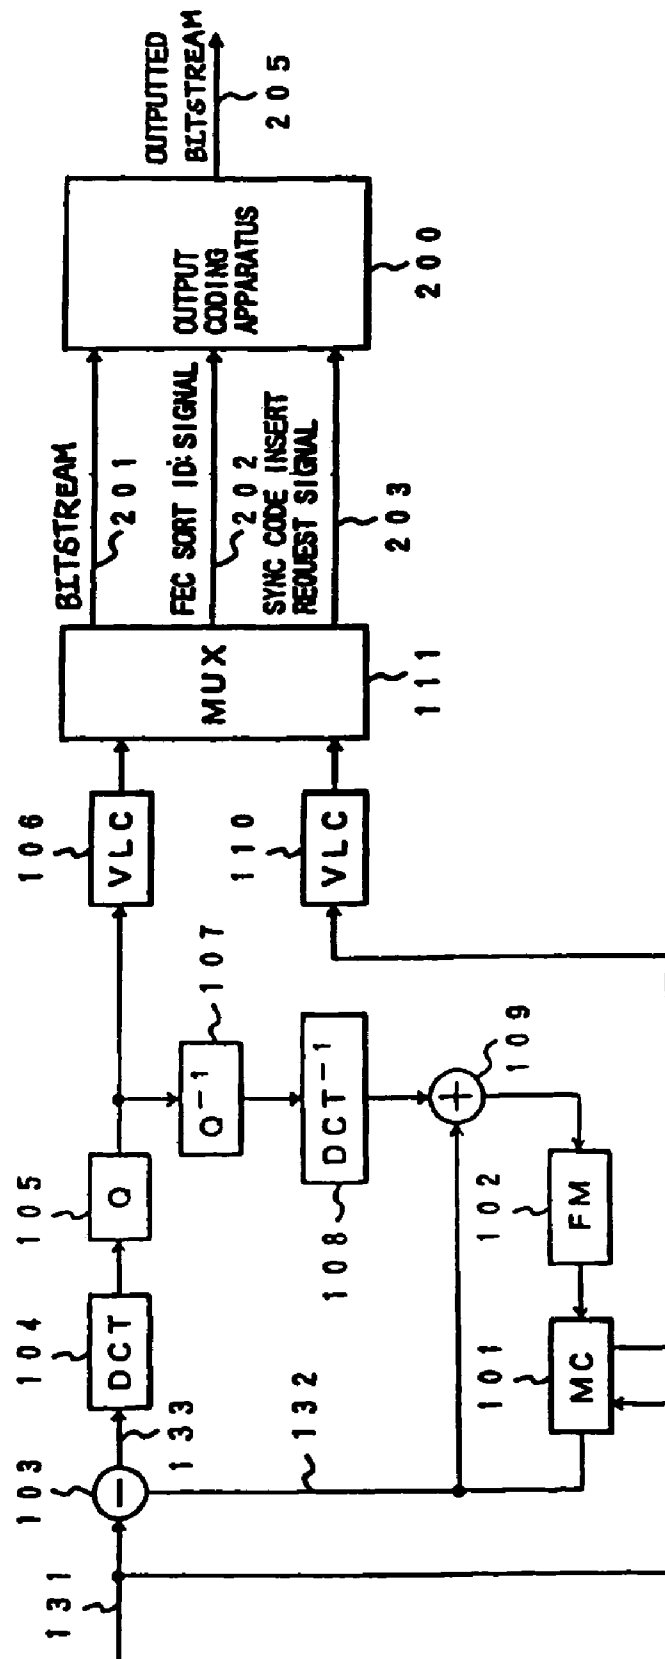 131
103
133
104
DCT
105
Q
106
VLC
132
107
Q⁻¹
108
DCT⁻¹
109
101
MC
102
FM
110
VLC
MUX
111
BITSTREAM
201
FEC SORT ID:SIGNAL
202
SYNC CODE INSERT
REQUEST SIGNAL
203
OUTPUT
CODING
APPARATUS
200
OUTPUTTED
BITSTREAM
205
+
−